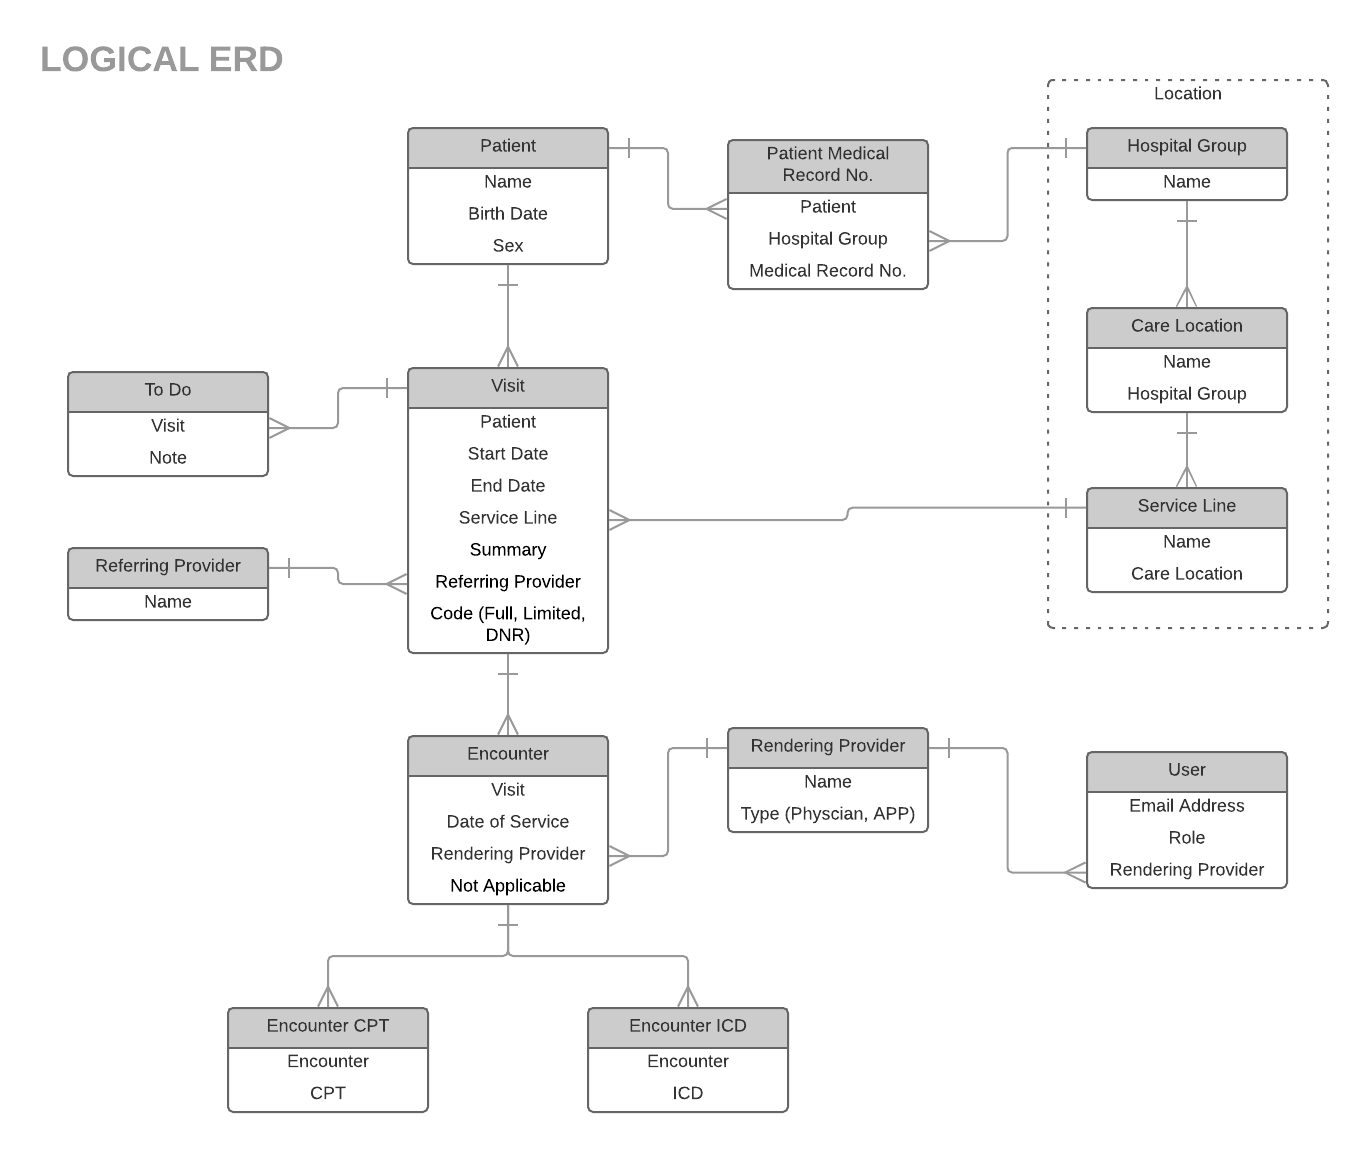 LOGICAL ERD
Location
Patient
Name
Birth Date
Sex
Patient Medical
Record No.
Patient
Hospital Group
Medical Record No.
Hospital Group
Name
Care Location
Name
Hospital Group
Service Line
Name
Care Location
To Do
Visit
Note
Visit
Patient
Start Date
End Date
Service Line
Summary
Referring Provider
Code (Full, Limited,
DNR)
Referring Provider
Name
Encounter
Visit
Date of Service
Rendering Provider
Not Applicable
Rendering Provider
Name
Type (Physcian, APP)
User
Email Address
Role
Rendering Provider
Encounter CPT
Encounter
CPT
Encounter ICD
Encounter
ICD